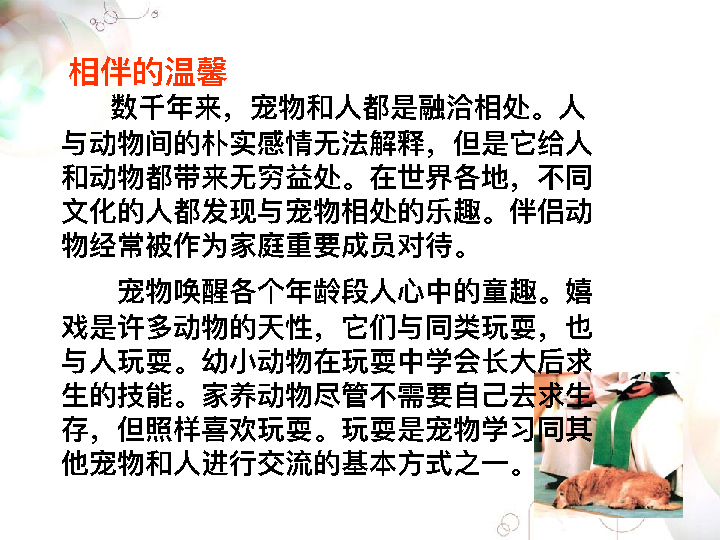 相伴的温馨
数千年来，宠物和人都是融洽相处。人
与动物间的朴实感情无法解释，但是它给人
和动物都带来无穷益处。在世界各地，不同
文化的人都发现与宠物相处的乐趣。伴侣动
物经常被作为家庭重要成员对待。
宠物唤醒各个年龄段人心中的童趣。嬉
戏是许多动物的天性，它们与同类玩耍，也
与人玩耍。幼小动物在玩耍中学会长大后求
生的技能。家养动物尽管不需要自己去求生
存，但照样喜欢玩耍。玩耍是宠物学习同其
他宠物和人进行交流的基本方式之一。